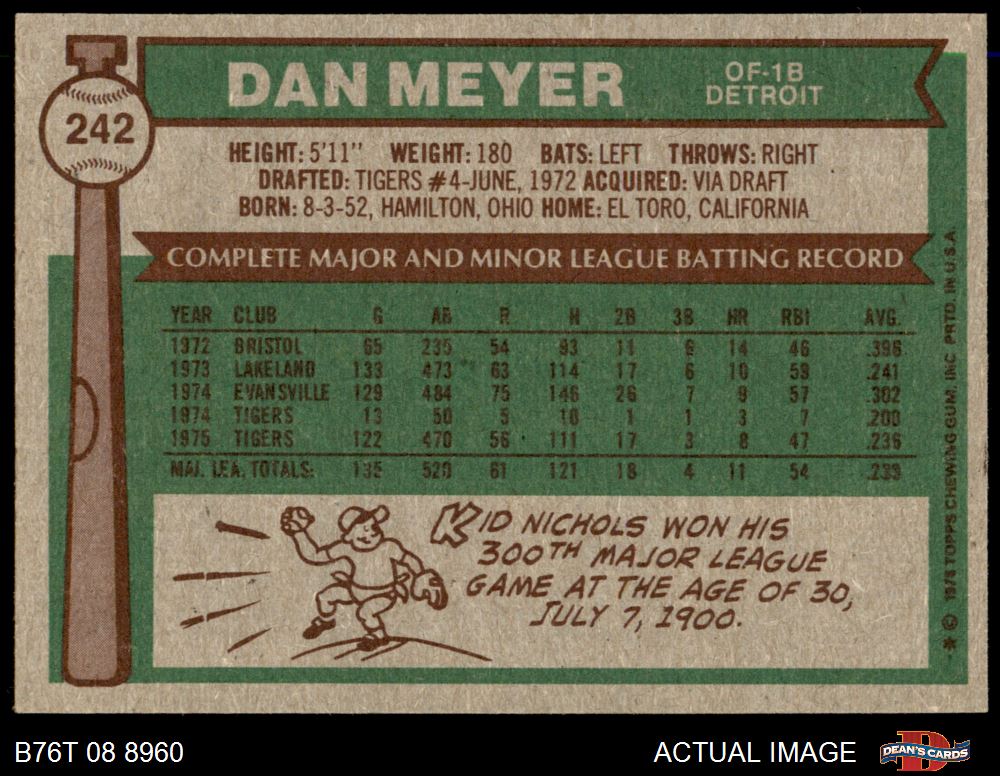 242
DAN MEYER
OF-1B
DETROIT
HEIGHT: 5'11" WEIGHT: 180 BATS: LEFT THROWS: RIGHT
DRAFTED: TIGERS #4-JUNE, 1972 ACQUIRED: VIA DRAFT
BORN: 8-3-52, HAMILTON, OHIO HOME: EL TORO, CALIFORNIA
COMPLETE MAJOR AND MINOR LEAGUE BATTING RECORD
YEAR CLUB G AB R H 2B 3B HR RBI AVG.
1972 BRISTOL 65 235 54 93 11 6 14 46 .396
1973 LAKELAND 133 473 63 114 17 6 10 59 .241
1974 EVANSVILLE 129 484 75 146 26 7 9 57 .302
1974 TIGERS 13 50 5 10 1 1 3 7 .200
1975 TIGERS 122 470 56 111 17 3 8 47 .236
MAJ. LEA. TOTALS: 135 520 61 121 18 4 11 54 .233
KID NICHOLS WON HIS
300TH MAJOR LEAGUE
GAME AT THE AGE OF 30,
JULY 7, 1900.
* © 1976 TOPPS CHEWING GUM, INC. PRTD. IN U.S.A.
B76T 08 8960
ACTUAL IMAGE
D
DEAN'S CARDS